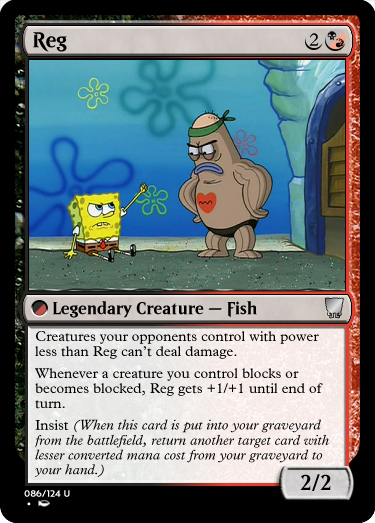 Reg 2
Legendary Creature — Fish
Creatures your opponents control with power
less than Reg can't deal damage.
Whenever a creature you control blocks or
becomes blocked, Reg gets +1/+1 until end of
turn.
Insist (When this card is put into your graveyard
from the battlefield, return another target card with
lesser converted mana cost from your graveyard to
your hand.)
2/2
086/124 U